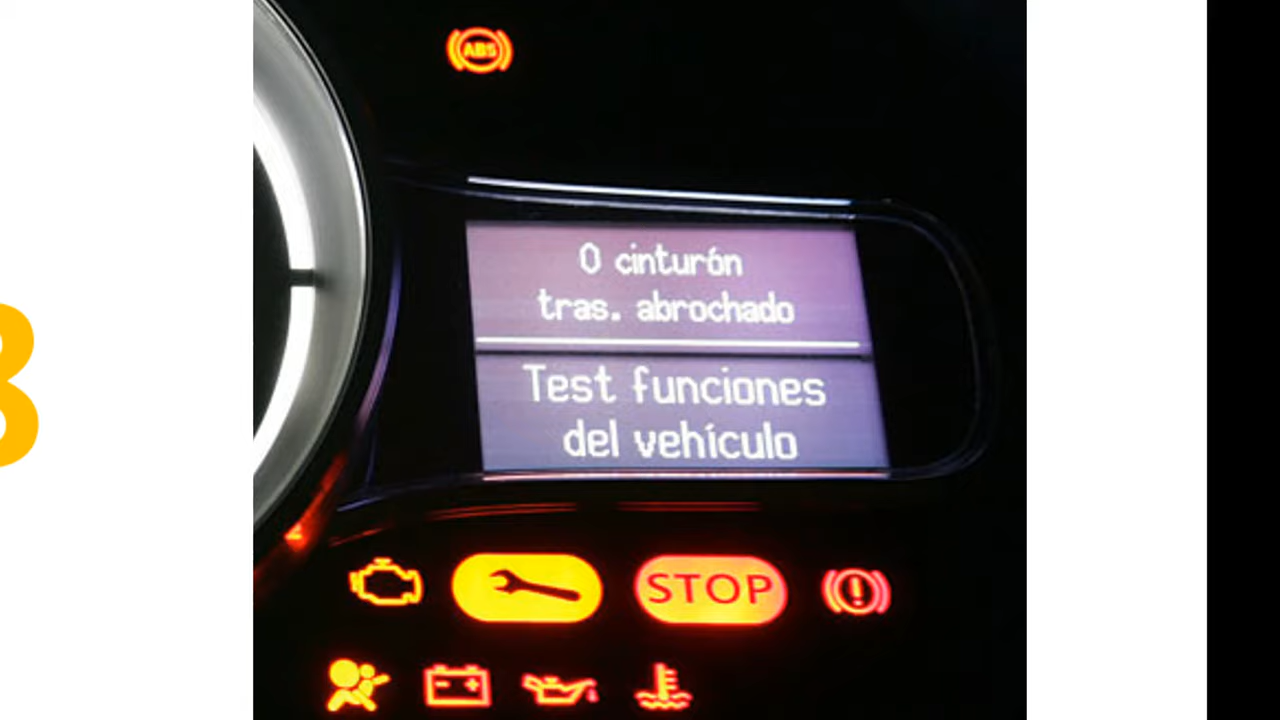 ABS
0 cinturón
tras. abrochado
Test funciones
del vehículo
STOP